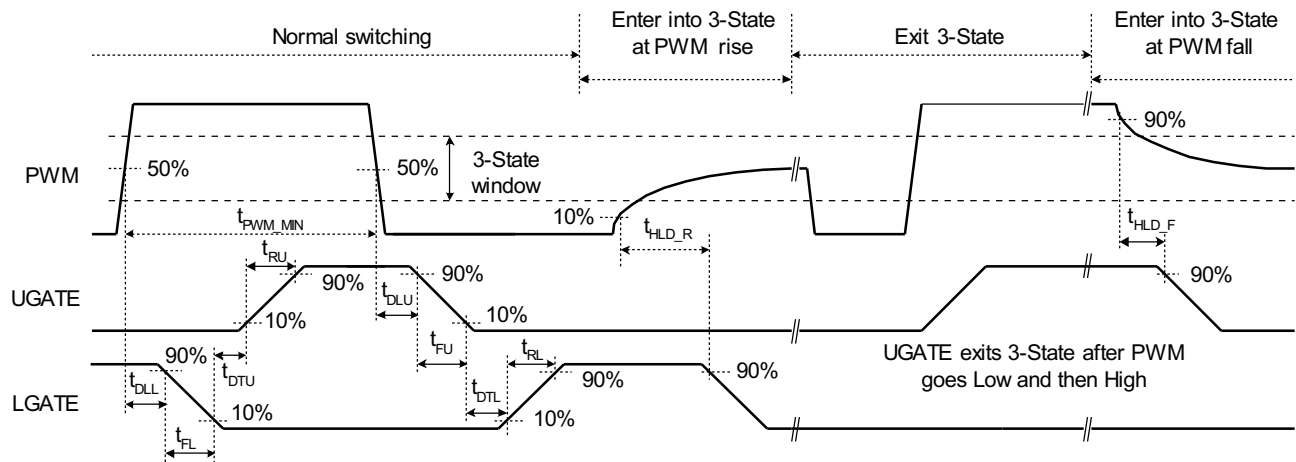 Normal switching
Enter into 3-State
at PWM rise
Exit 3-State
Enter into 3-State
at PWM fall
PWM
50%
50%
3-State
window
10%
90%
tPWM_MIN
tHLD_R
tHLD_F
UGATE
tRU
90%
10%
tDLU
90%
10%
tFU
90%
LGATE
90%
tDTU
tDLL
10%
tFL
tRL
tDTL
90%
10%
90%
UGATE exits 3-State after PWM
goes Low and then High